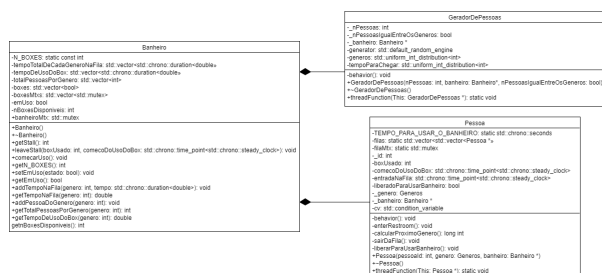 Banheiro
-N_BOXES: static const int
-tempoTotalDeCadaGeneroNaFila: std::vector<std::chrono::duration<double>>
-tempoDeUsoDoBox: std::vector<std::chrono::duration<double>>
-totalPessoasPorGenero: std::vector<int>
-boxes: std::vector<bool>
-boxesMtxs: std::vector<std::mutex>
-emUso: bool
-nBoxesDisponiveis: int
+banheiroMtx: std::mutex
+Banheiro()
+~Banheiro()
+getStall(): int
+leaveStall(boxUsado: int, comecoDoUsoDoBox: std::chrono::time_point<std::chrono::steady_clock>): void
+comecarUso(): void
+getN_BOXES(): int
+setEmUso(estado: bool): void
+getEmUso(): bool
+addTempoNaFila(genero: int, tempo: std::chrono::duration<double>): void
+getTempoNaFila(genero: int): double
+addPessoaDoGenero(genero: int): void
+getTotalPessoasPorGenero(genero: int): int
+getTempoDeUsoDoBox(genero: int): double
getnBoxesDisponiveis(): int
GeradorDePessoas
-_nPessoas: int
-_nPessoasIgualEntreOsGeneros: bool
-_banheiro: Banheiro *
-generator: std::default_random_engine
-generos: std::uniform_int_distribution<int>
-tempoParaChegar: std::uniform_int_distribution<int>
-behavior(): void
+GeradorDePessoas(nPessoas: int, banheiro: Banheiro*, nPessoasIgualEntreOsGeneros: bool)
+~GeradorDePessoas()
+threadFunction(This: GeradorDePessoas *): static void
Pessoa
-TEMPO_PARA_USAR_O_BANHEIRO: static std::chrono::seconds
-filas: static std::vector<std::vector<Pessoa *>>
-filaMtx: static std::mutex
-_id: int
-boxUsado: int
-comecoDoUsoDoBox: std::chrono::time_point<std::chrono::steady_clock>
-entradaNaFila: std::chrono::time_point<std::chrono::steady_clock>
-liberadoParaUsarBanheiro: bool
-_genero: Generos
-_banheiro: Banheiro *
-cv: std::condition_variable
-behavior(): void
-enterRestroom(): void
-calcularProximoGenero(): long int
-sairDaFila(): void
-liberarParaUsarBanheiro(): void
+Pessoa(pessoaId: int, genero: Generos, banheiro: Banheiro *)
+~Pessoa()
+threadFunction(This: Pessoa *): static void